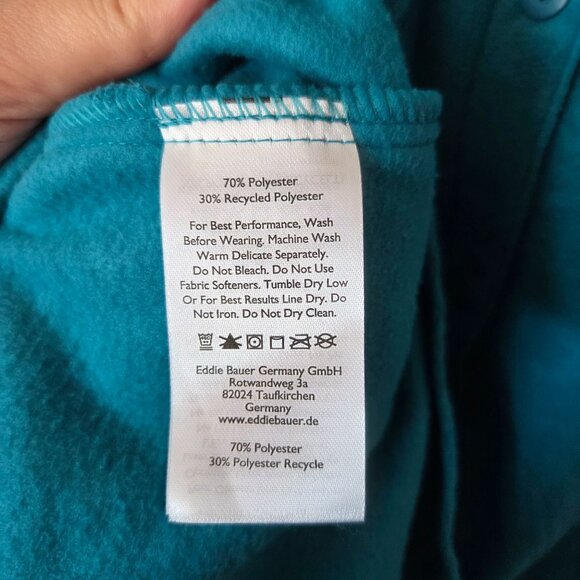 70% Polyester
30% Recycled Polyester
For Best Performance, Wash
Before Wearing. Machine Wash
Warm Delicate Separately.
Do Not Bleach. Do Not Use
Fabric Softeners. Tumble Dry Low
Or For Best Results Line Dry. Do
Not Iron. Do Not Dry Clean.
Eddie Bauer Germany GmbH
Rotwandweg 3a
82024 Taufkirchen
Germany
www.eddiebauer.de
70% Polyester
30% Polyester Recycle